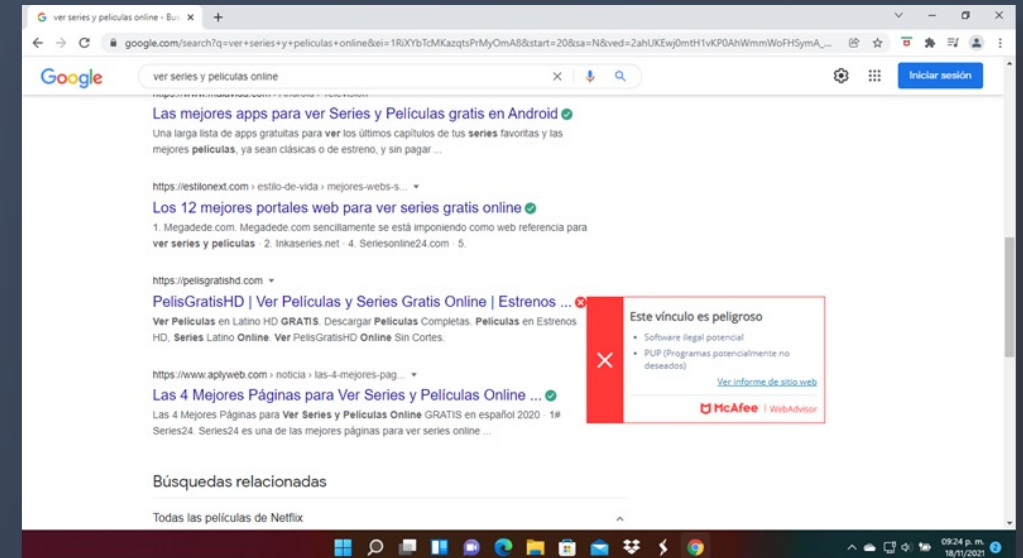 ver series y peliculas online - Bus
google.com/search?q=ver+series+y+peliculas+online&ei=1RiXYbTcMKazqtsPrMyOmA8&start=20&sa=N&ved=2ahUKEwj0mtH1vKP0AhWmmWoFHSymA_...
Google
ver series y peliculas online
Iniciar sesión
Las mejores apps para ver Series y Películas gratis en Android
Una larga lista de apps gratuitas para ver los últimos capítulos de tus series favoritas y las
mejores películas, ya sean clásicas o de estreno, y sin pagar ...
https://estilonext.com › estilo-de-vida › mejores-webs-s...
Los 12 mejores portales web para ver series gratis online
1. Megadede.com. Megadede.com sencillamente se está imponiendo como web referencia para
ver series y películas · 2. Inkaseries.net · 4. Seriesonline24.com · 5.
https://pelisgratishd.com
PelisGratisHD | Ver Películas y Series Gratis Online | Estrenos ...
Ver Películas en Latino HD GRATIS. Descargar Películas Completas. Películas en Estrenos
HD, Series Latino Online. Ver PelisGratisHD Online Sin Cortes.
Este vínculo es peligroso
• Software ilegal potencial
• PUP (Programas potencialmente no
deseados)
Ver informe de sitio web
McAfee | WebAdvisor
https://www.aplyweb.com › noticia › las-4-mejores-pag...
Las 4 Mejores Páginas para Ver Series y Películas Online ...
Las 4 Mejores Páginas para Ver Series y Películas Online GRATIS en español 2020 · 1#
Series24. Series24 es una de las mejores páginas para ver series online ...
Búsquedas relacionadas
Todas las películas de Netflix
09:24 p. m.
18/11/2021